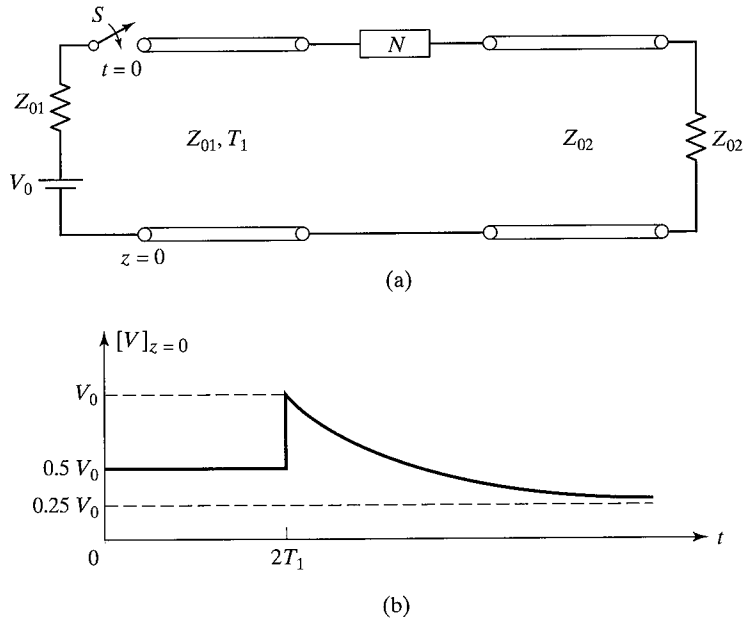 S
t = 0
N
Z01
Z01, T1
Z02
Z02
V0
z = 0
(a)
[V]z = 0
V0
0.5 V0
0.25 V0
0
2T1
t
(b)